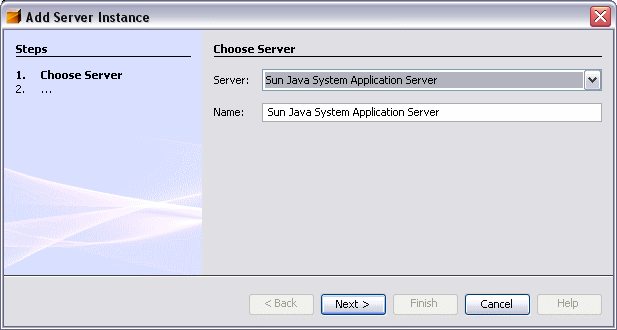 Add Server Instance
Steps
1. Choose Server
2. ...
Choose Server
Server: Sun Java System Application Server
Name: Sun Java System Application Server
< Back Next > Finish Cancel Help